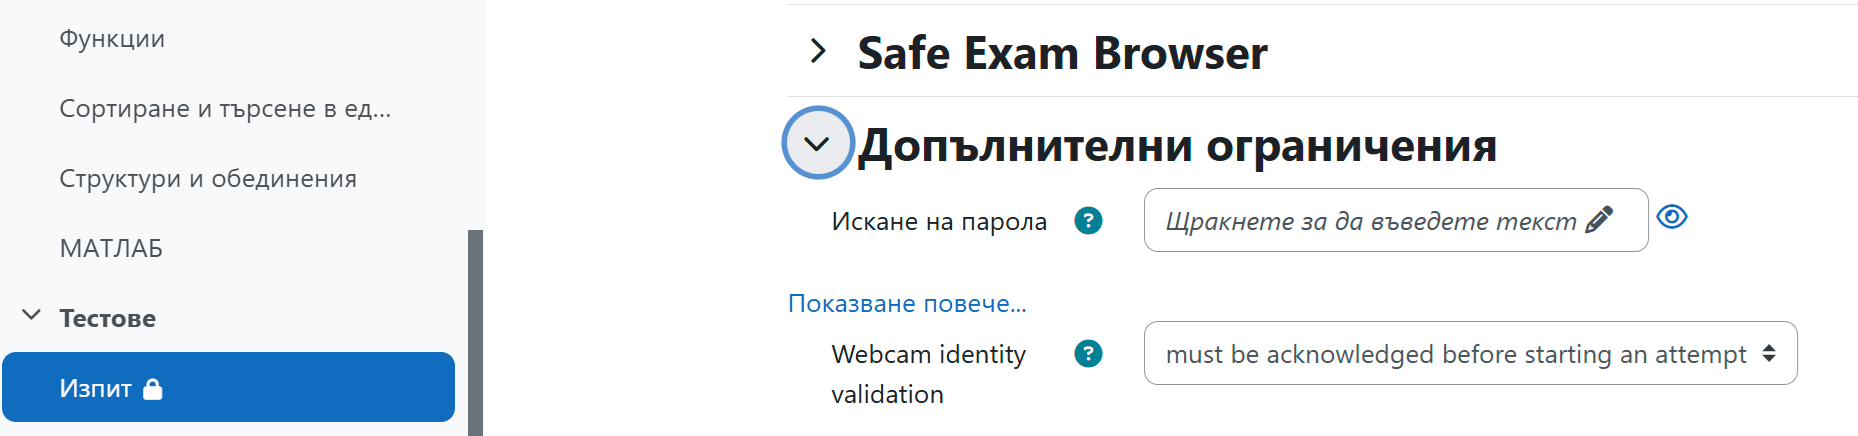 Функции
Сортиране и търсене в ед...
Структури и обединения
МАТЛАБ
Тестове
Изпит
Safe Exam Browser
Допълнителни ограничения
Искане на парола
Щракнете за да въведете текст
Показване повече...
Webcam identity
validation
must be acknowledged before starting an attempt